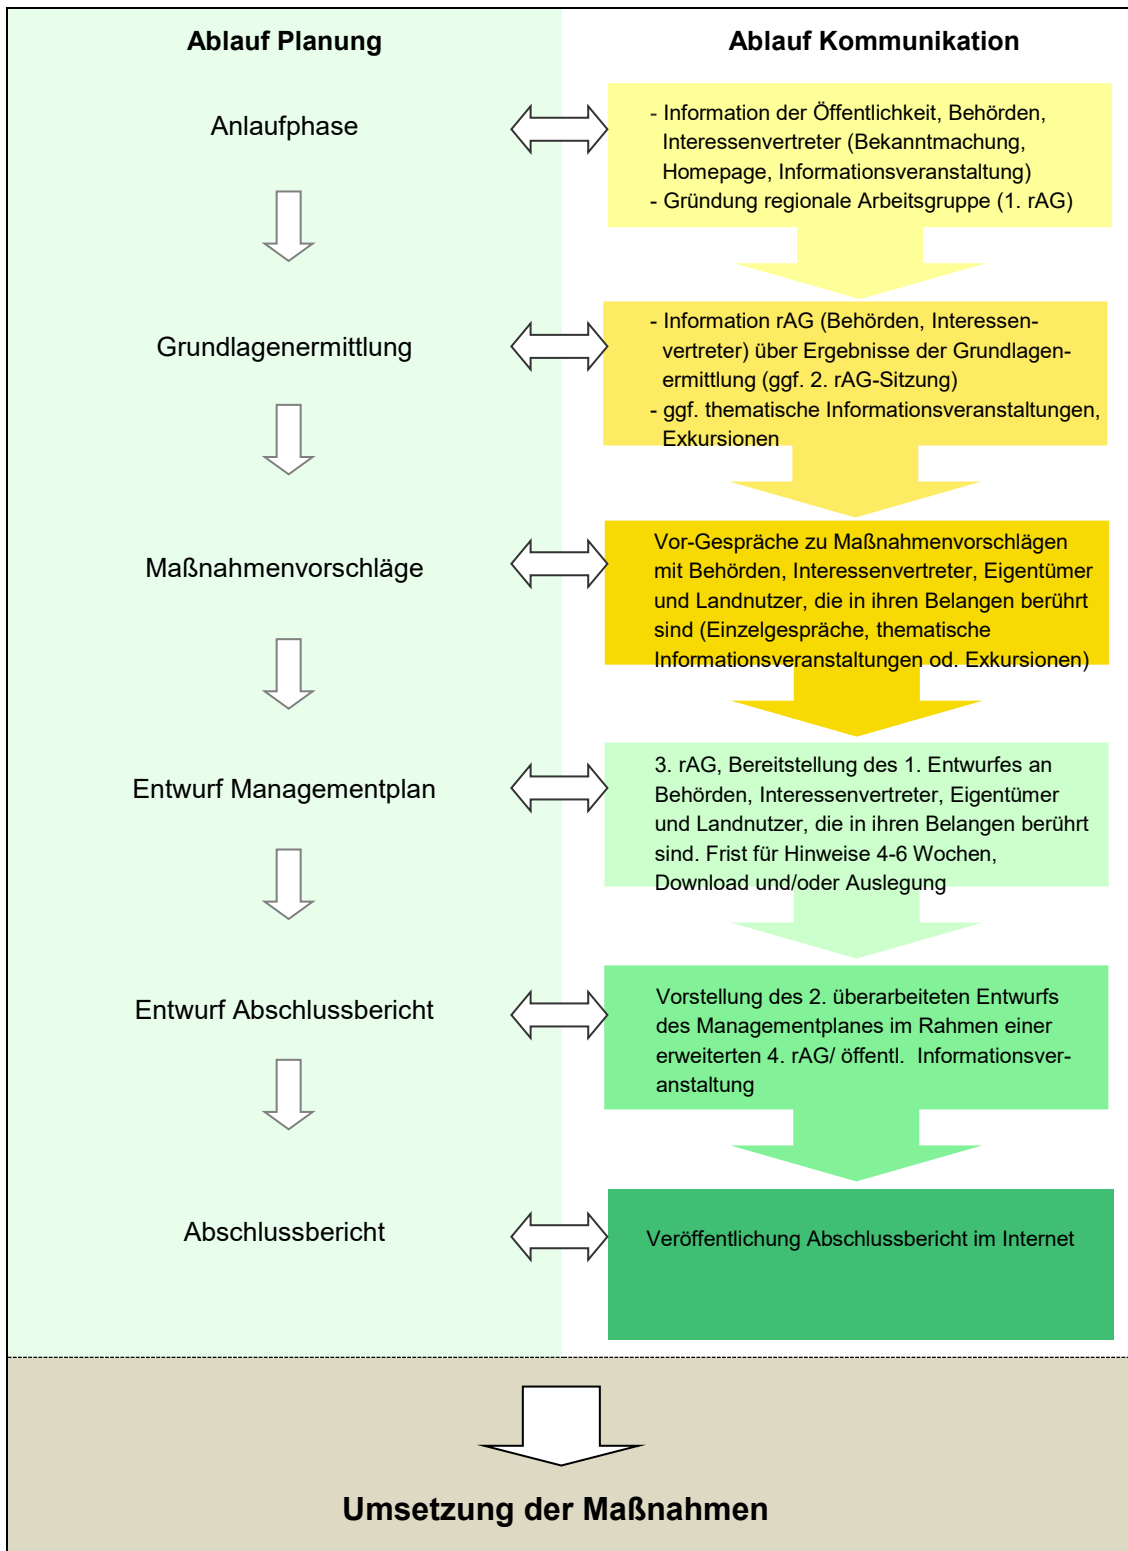 Ablauf Planung
Ablauf Kommunikation
Anlaufphase
- Information der Öffentlichkeit, Behörden,
Interessenvertreter (Bekanntmachung,
Homepage, Informationsveranstaltung)
- Gründung regionale Arbeitsgruppe (1. rAG)
Grundlagenermittlung
- Information rAG (Behörden, Interessen-
vertreter) über Ergebnisse der Grundlagen-
ermittlung (ggf. 2. rAG-Sitzung)
- ggf. thematische Informationsveranstaltungen,
Exkursionen
Maßnahmenvorschläge
Vor-Gespräche zu Maßnahmenvorschlägen
mit Behörden, Interessenvertreter, Eigentümer
und Landnutzer, die in ihren Belangen berührt
sind (Einzelgespräche, thematische
Informationsveranstaltungen od. Exkursionen)
Entwurf Managementplan
3. rAG, Bereitstellung des 1. Entwurfes an
Behörden, Interessenvertreter, Eigentümer
und Landnutzer, die in ihren Belangen berührt
sind. Frist für Hinweise 4-6 Wochen,
Download und/oder Auslegung
Entwurf Abschlussbericht
Vorstellung des 2. überarbeiteten Entwurfs
des Managementplanes im Rahmen einer
erweiterten 4. rAG/ öffentl. Informationsver-
anstaltung
Abschlussbericht
Veröffentlichung Abschlussbericht im Internet
Umsetzung der Maßnahmen